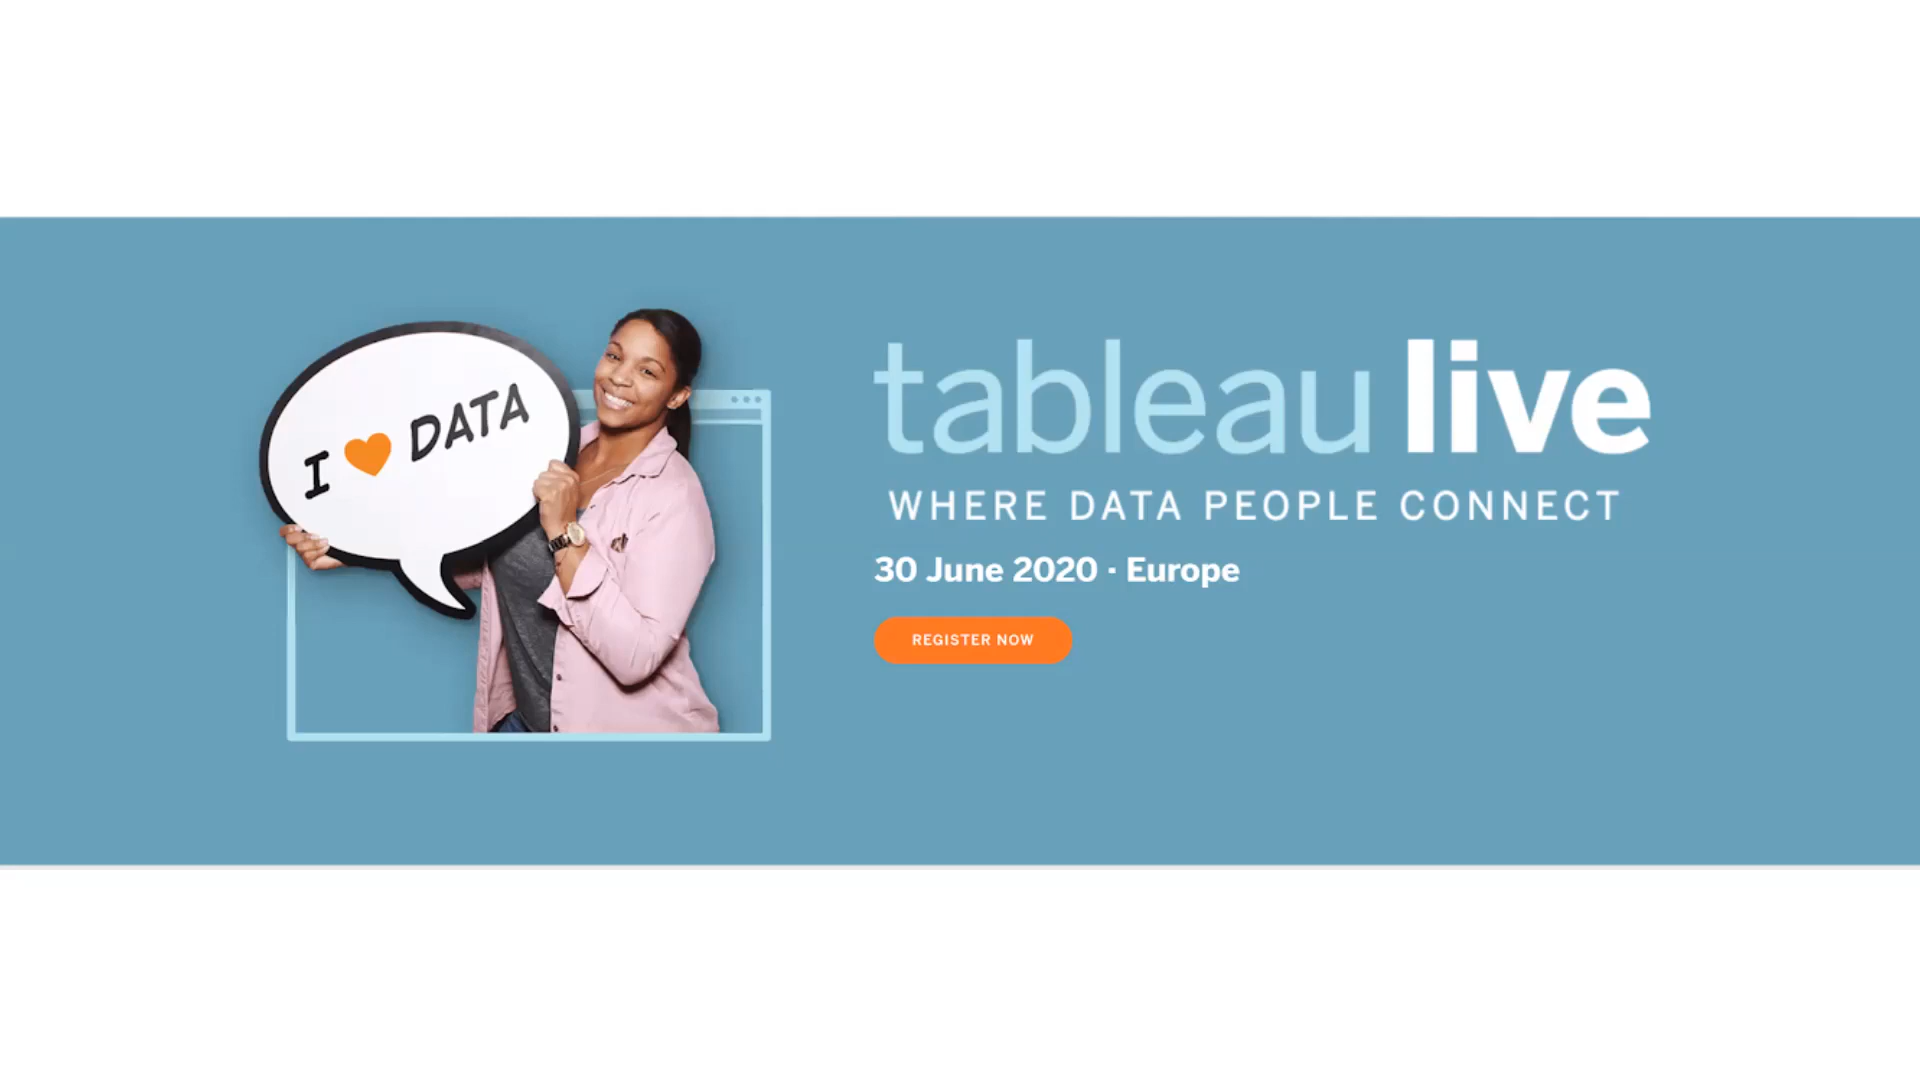 I 🧡 DATA
tableau live
WHERE DATA PEOPLE CONNECT
30 June 2020 · Europe
REGISTER NOW